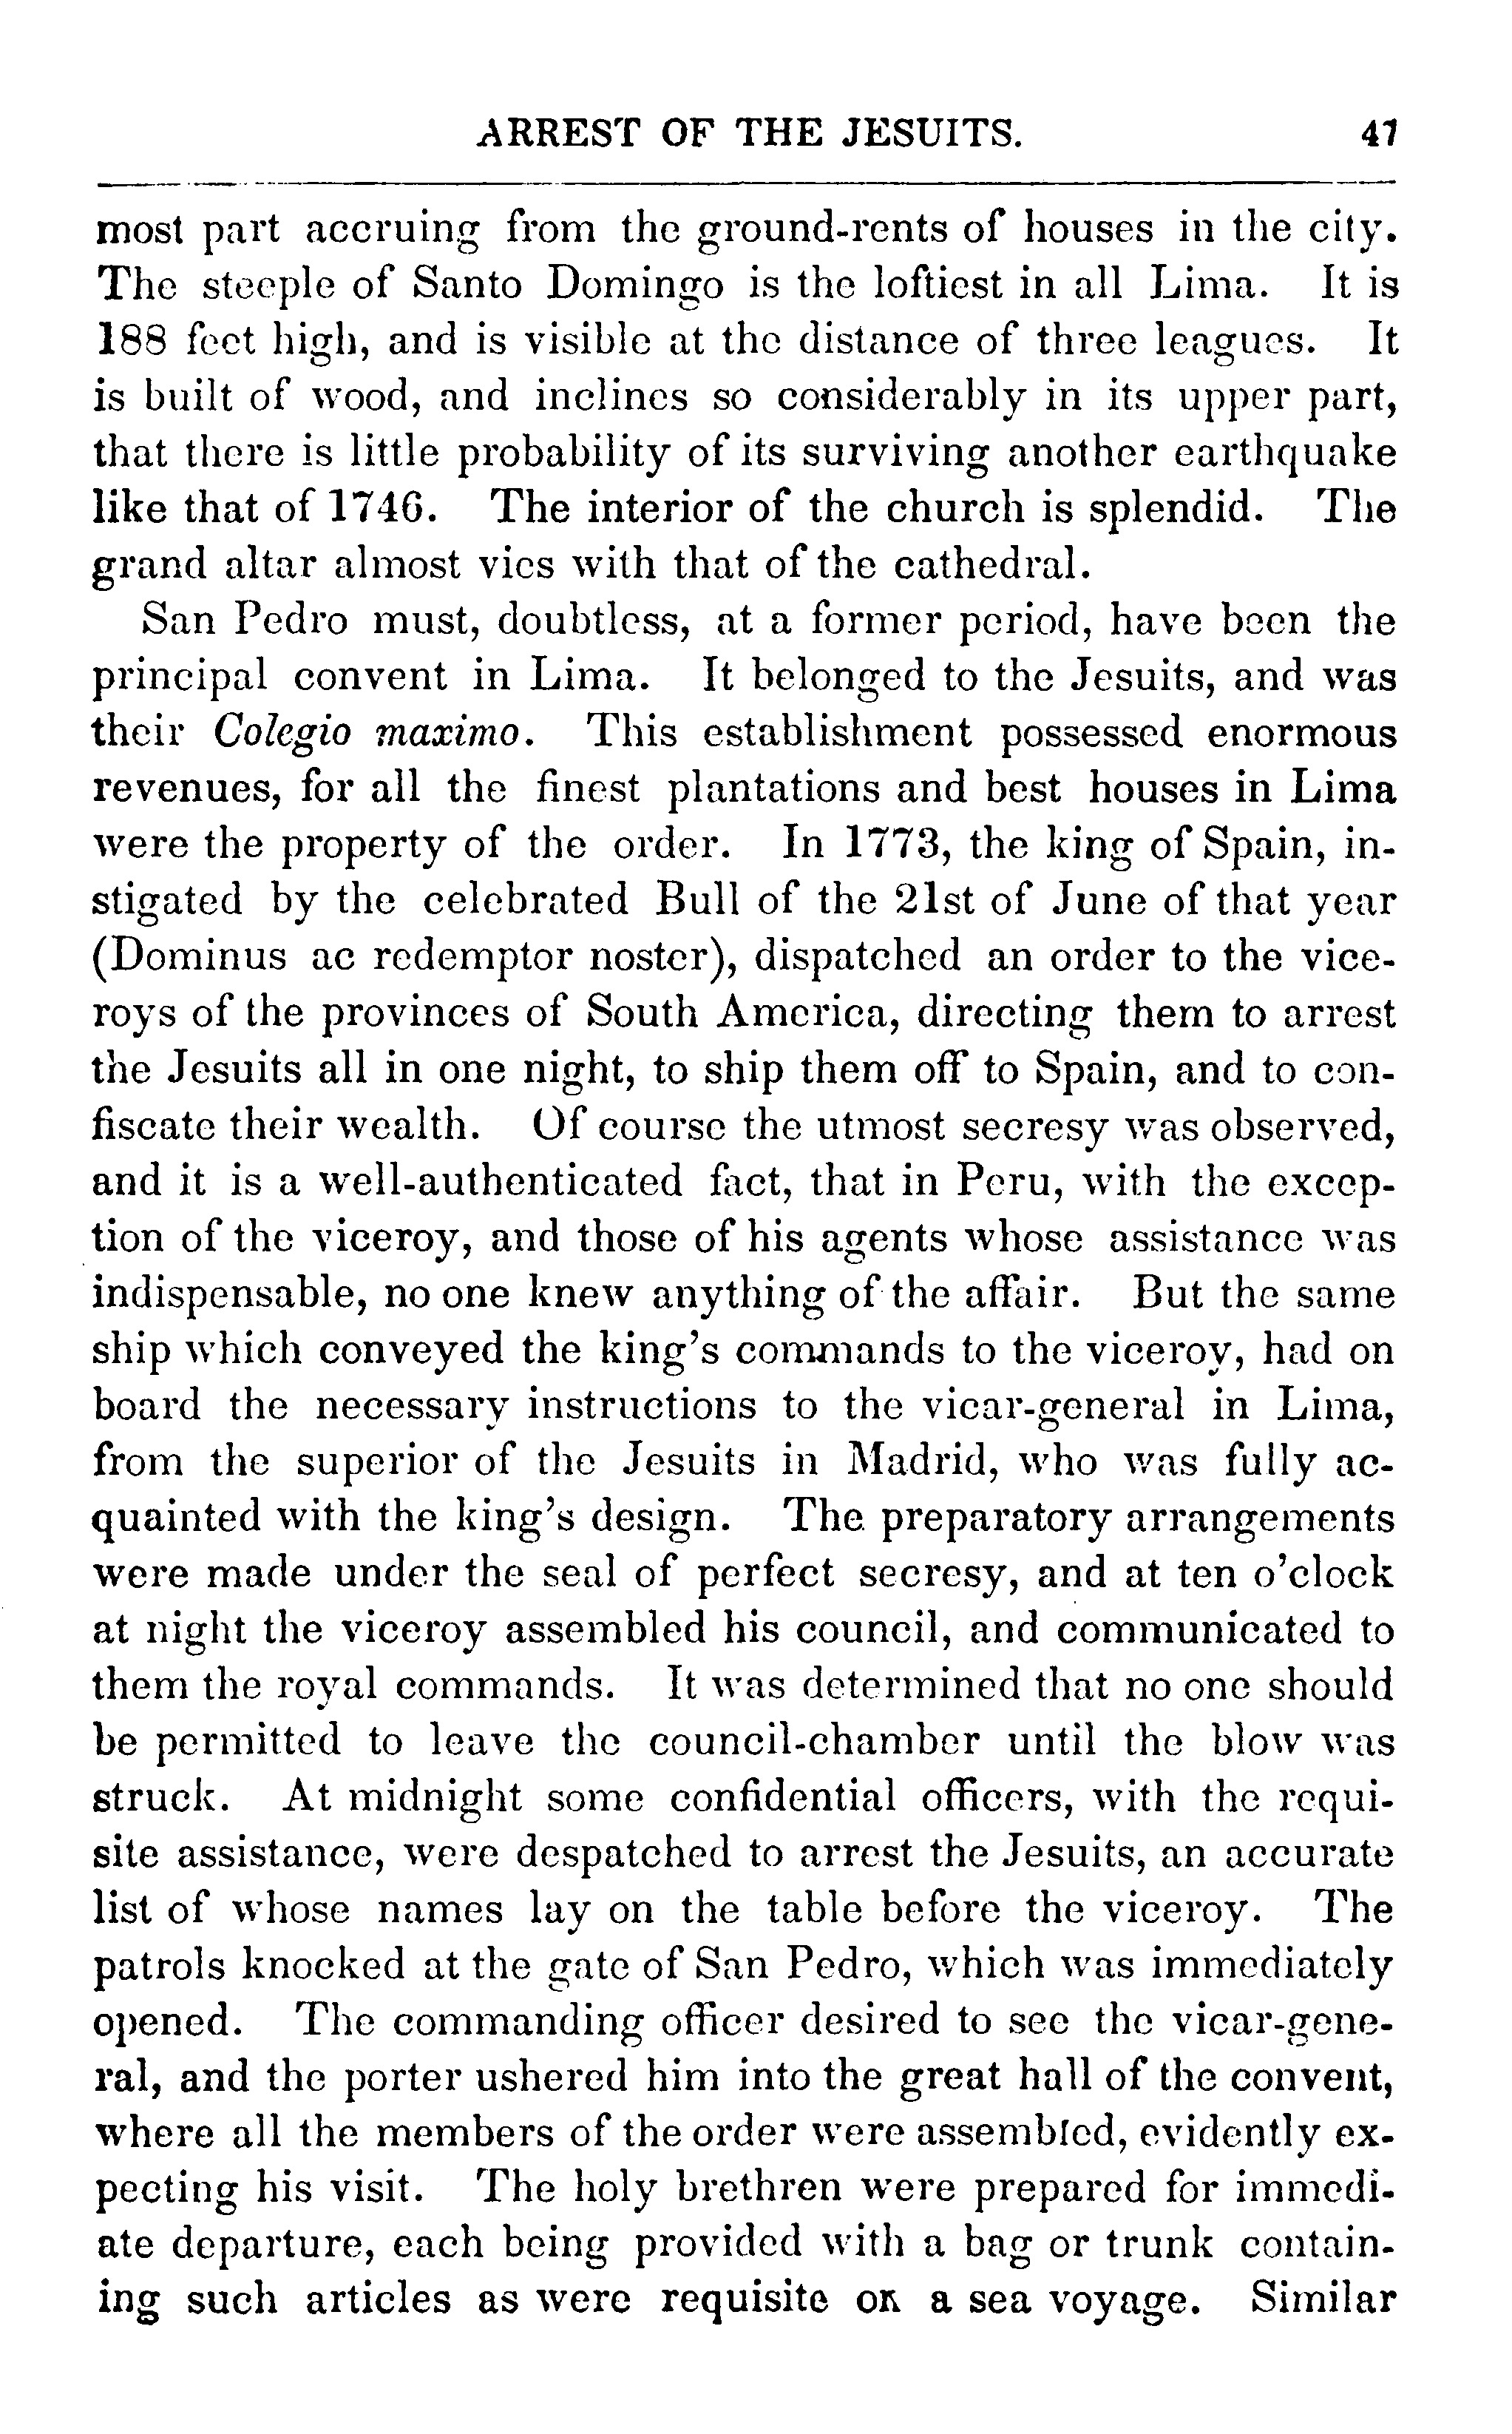 ARREST OF THE JESUITS. 47
most part accruing from the ground-rents of houses in the city.
The steeple of Santo Domingo is the loftiest in all Lima. It is
188 feet high, and is visible at the distance of three leagues. It
is built of wood, and inclines so considerably in its upper part,
that there is little probability of its surviving another earthquake
like that of 1746. The interior of the church is splendid. The
grand altar almost vies with that of the cathedral.
San Pedro must, doubtless, at a former period, have been the
principal convent in Lima. It belonged to the Jesuits, and was
their Colegio maximo. This establishment possessed enormous
revenues, for all the finest plantations and best houses in Lima
were the property of the order. In 1773, the king of Spain, in-
stigated by the celebrated Bull of the 21st of June of that year
(Dominus ac redemptor noster), dispatched an order to the vice-
roys of the provinces of South America, directing them to arrest
the Jesuits all in one night, to ship them off to Spain, and to con-
fiscate their wealth. Of course the utmost secresy was observed,
and it is a well-authenticated fact, that in Peru, with the excep-
tion of the viceroy, and those of his agents whose assistance was
indispensable, no one knew anything of the affair. But the same
ship which conveyed the king's commands to the viceroy, had on
board the necessary instructions to the vicar-general in Lima,
from the superior of the Jesuits in Madrid, who was fully ac-
quainted with the king's design. The preparatory arrangements
were made under the seal of perfect secresy, and at ten o'clock
at night the viceroy assembled his council, and communicated to
them the royal commands. It was determined that no one should
be permitted to leave the council-chamber until the blow was
struck. At midnight some confidential officers, with the requi-
site assistance, were despatched to arrest the Jesuits, an accurate
list of whose names lay on the table before the viceroy. The
patrols knocked at the gate of San Pedro, which was immediately
opened. The commanding officer desired to see the vicar-gene-
ral, and the porter ushered him into the great hall of the convent,
where all the members of the order were assembled, evidently ex-
pecting his visit. The holy brethren were prepared for immedi-
ate departure, each being provided with a bag or trunk contain-
ing such articles as were requisite on a sea voyage. Similar